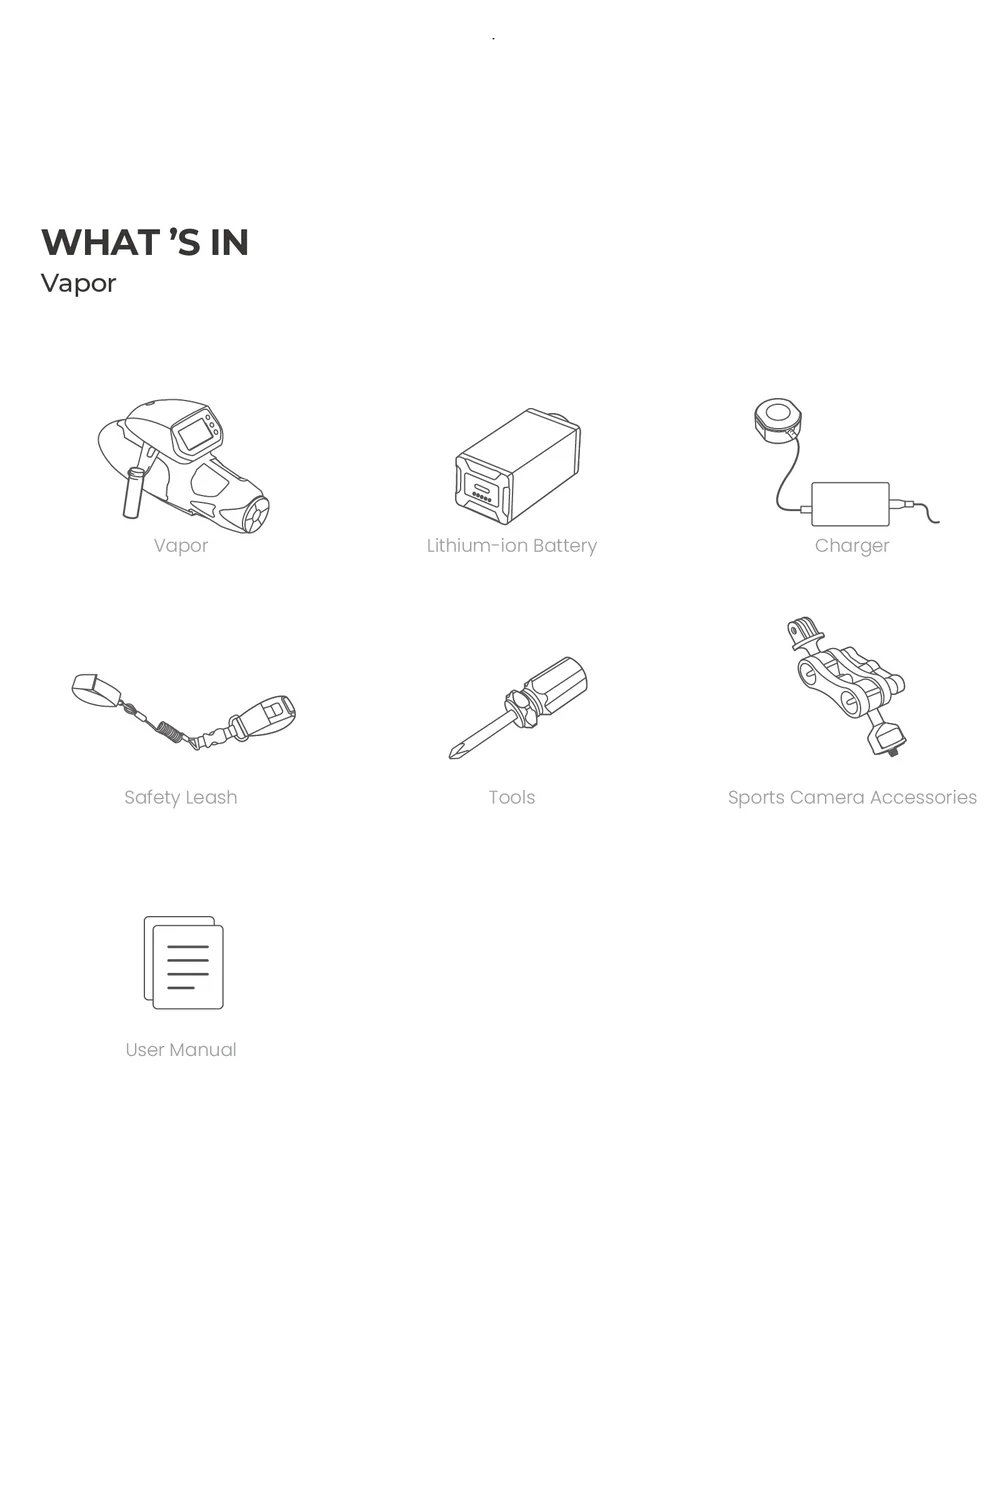 WHAT ’S IN
Vapor
Vapor
Lithium-ion Battery
Charger
Safety Leash
Tools
Sports Camera Accessories
User Manual